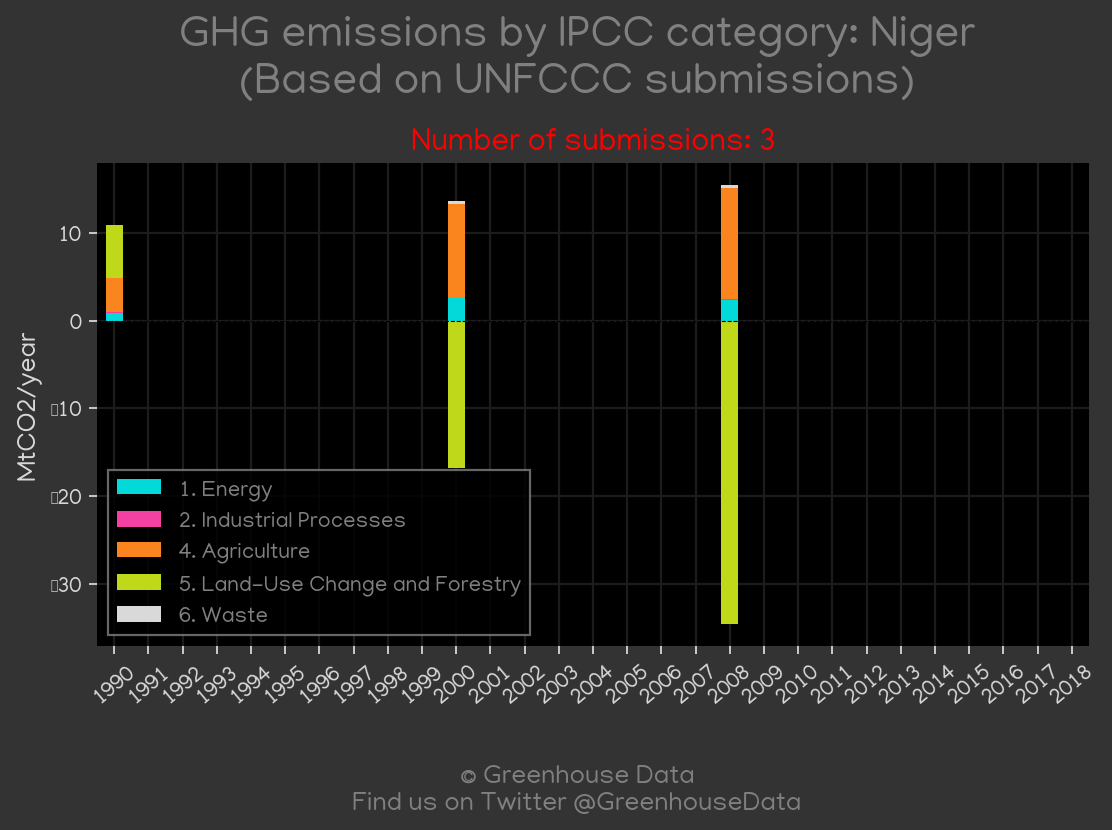 GHG emissions by IPCC category: Niger
(Based on UNFCCC submissions)
Number of submissions: 3
MtCO2/year
10
0
▯10
▯20
▯30
1. Energy
2. Industrial Processes
4. Agriculture
5. Land-Use Change and Forestry
6. Waste
1990 1991 1992 1993 1994 1995 1996 1997 1998 1999 2000 2001 2002 2003 2004 2005 2006 2007 2008 2009 2010 2011 2012 2013 2014 2015 2016 2017 2018
© Greenhouse Data
Find us on Twitter @GreenhouseData